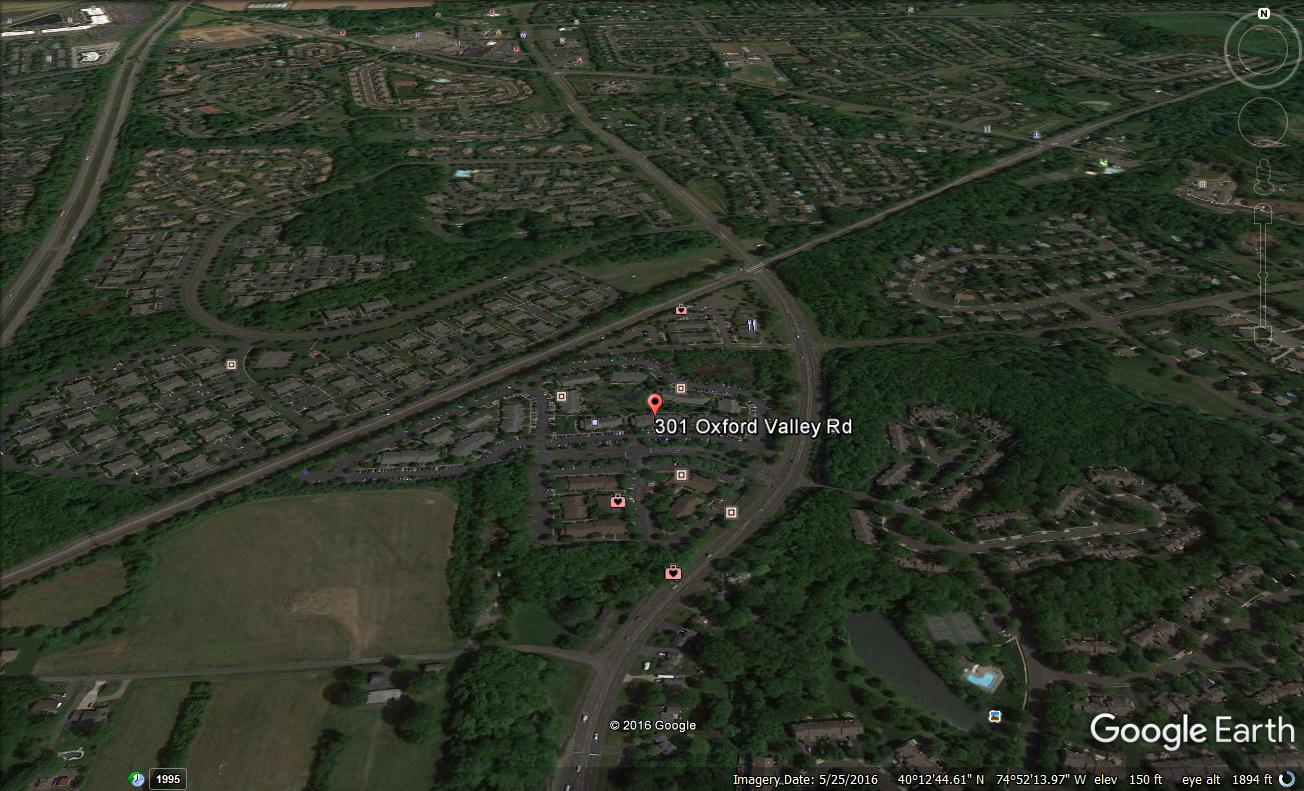 N
301 Oxford Valley Rd
© 2016 Google
Google Earth
1995
Imagery Date: 5/25/2016 40°12'44.61" N 74°52'13.97" W elev 150 ft eye alt 1894 ft